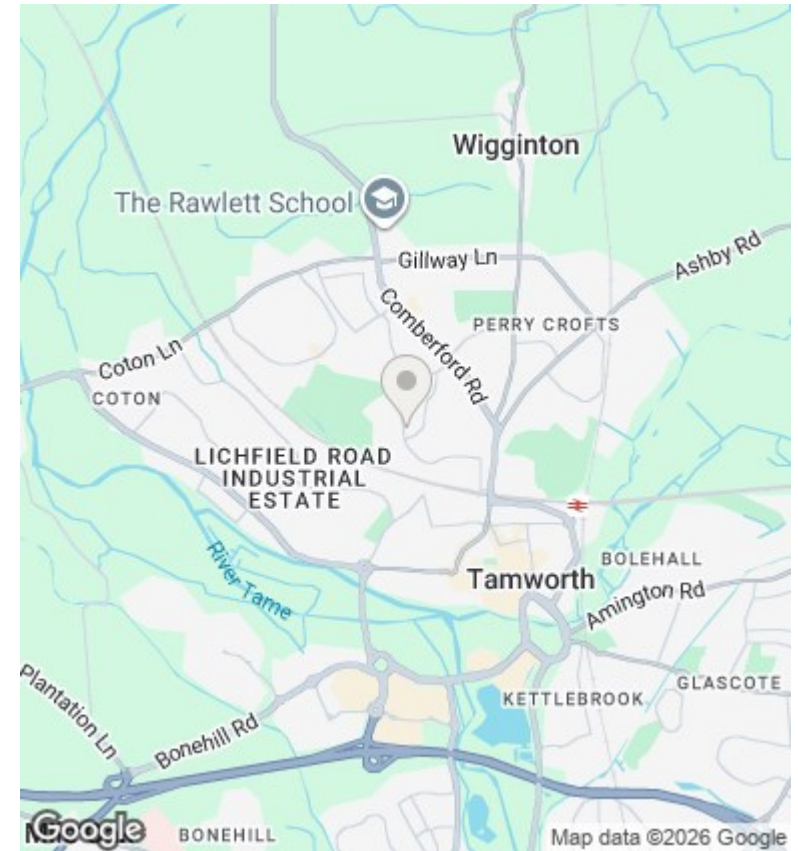 Wigginton
The Rawlett School
Gillway Ln
Ashby Rd
Comberford Rd
PERRY CROFTS
Coton Ln
COTON
LICHFIELD ROAD
INDUSTRIAL
ESTATE
River Tame
BOLEHALL
Tamworth
Amington Rd
Plantation Ln
Bonehill Rd
KETTLEBROOK
GLASCOTE
Google
BONEHILL
Map data ©2026 Google